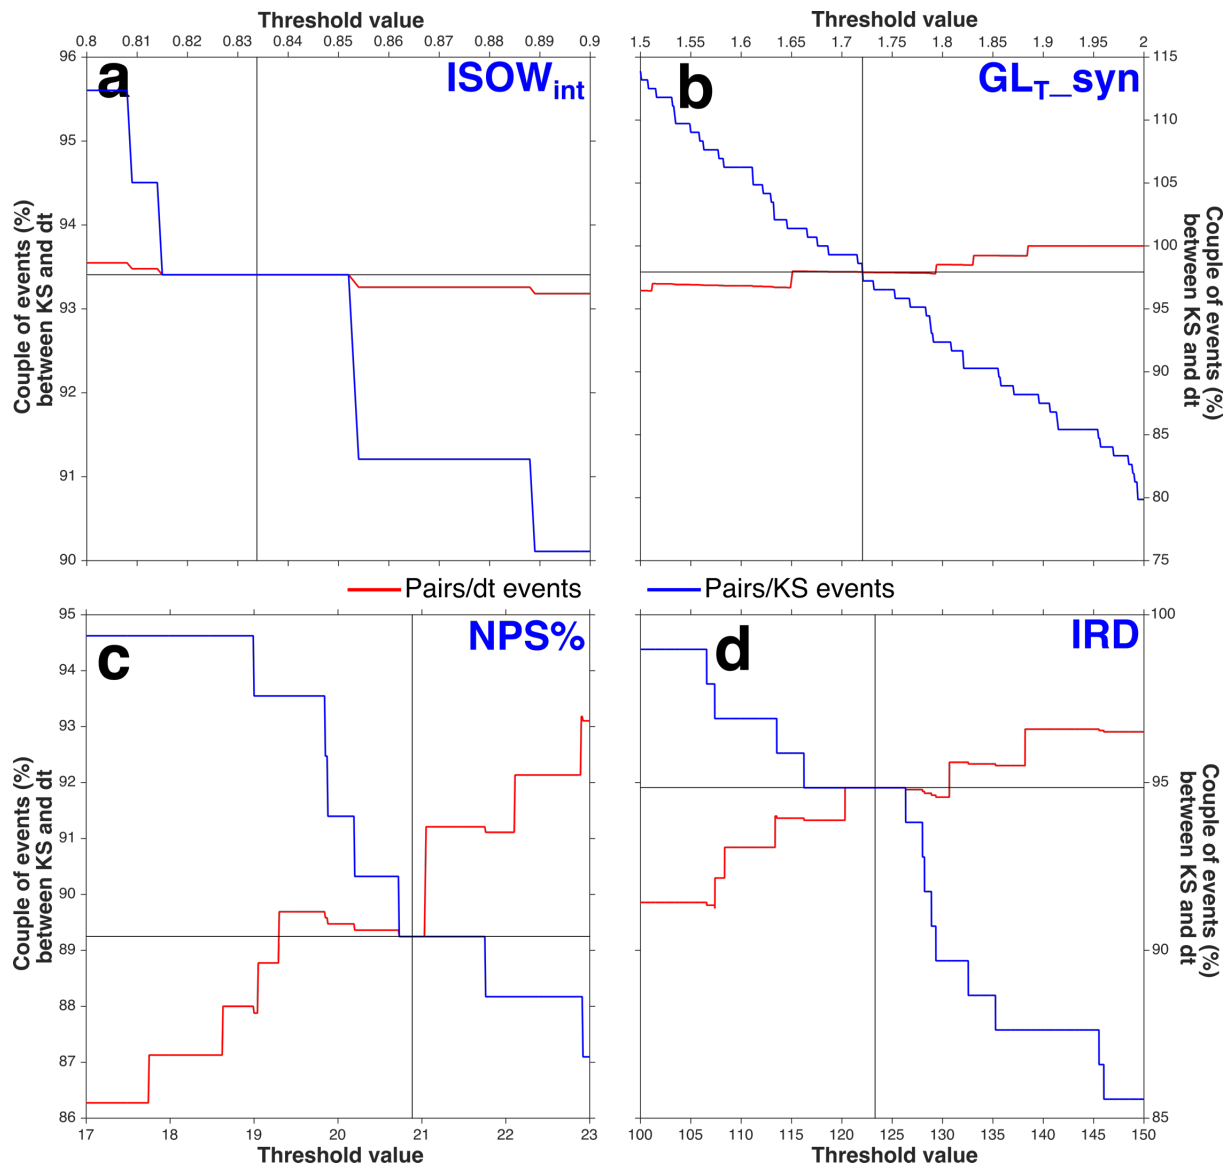 Threshold value
Threshold value
0.8 0.81 0.82 0.83 0.84 0.85 0.86 0.87 0.88 0.89 0.9
1.5 1.55 1.6 1.65 1.7 1.75 1.8 1.85 1.9 1.95 2
a
ISOWint
b
GLT_syn
96
95
94
93
92
91
90
Couple of events (%)
between KS and dt
115
110
105
100
95
90
85
80
75
Couple of events (%)
between KS and dt
Pairs/dt events
Pairs/KS events
c
NPS%
d
IRD
95
94
93
92
91
90
89
88
87
86
Couple of events (%)
between KS and dt
100
95
90
85
Couple of events (%)
between KS and dt
17 18 19 20 21 22 23
100 105 110 115 120 125 130 135 140 145 150
Threshold value
Threshold value